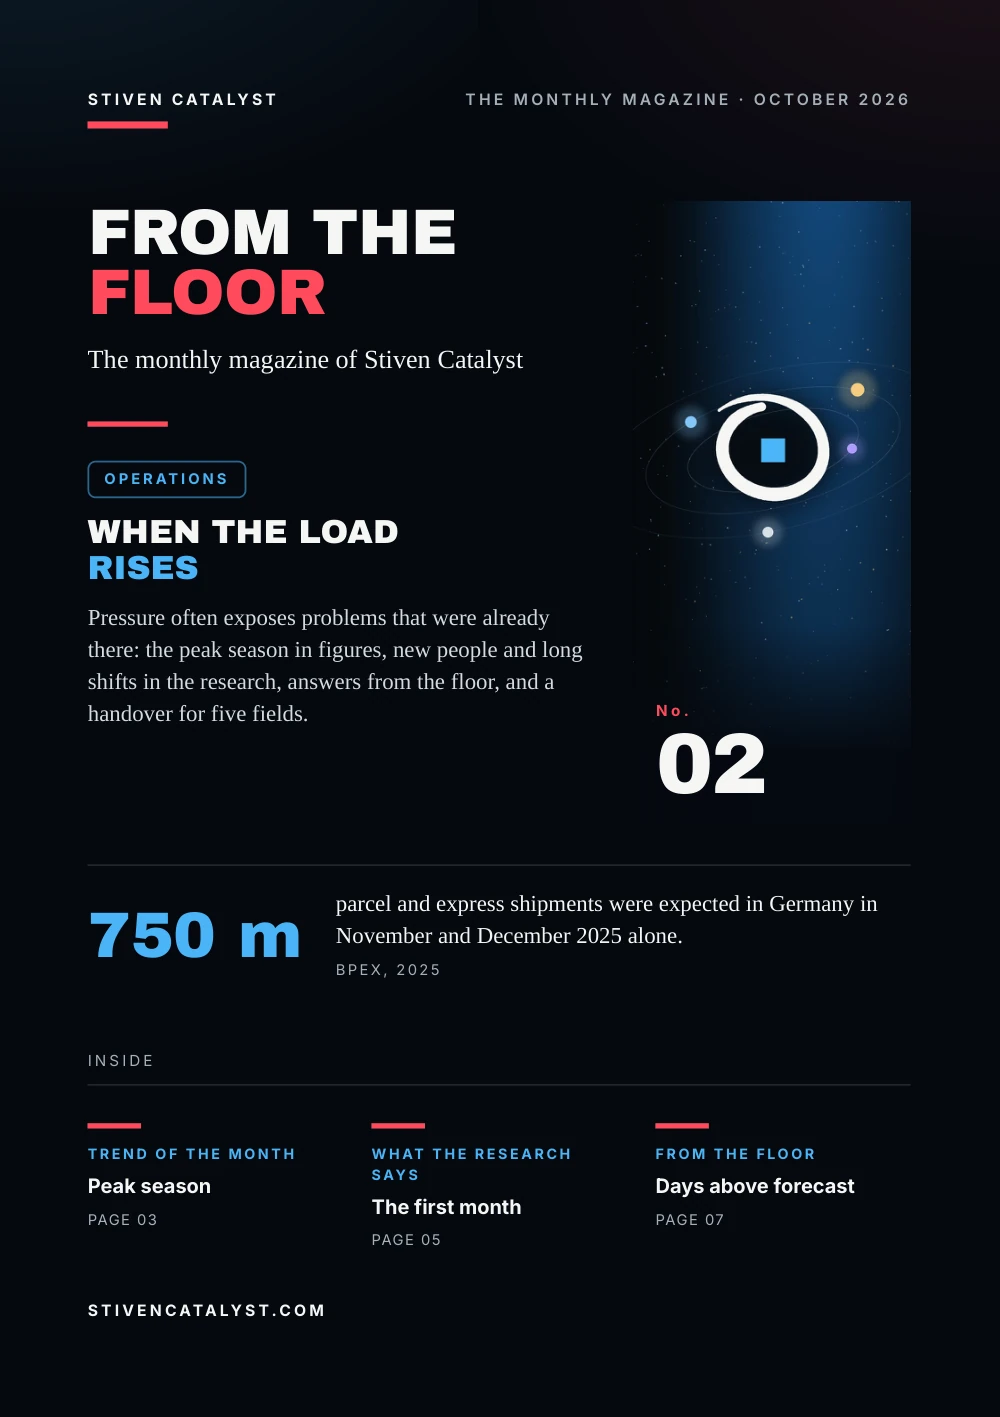 STIVEN CATALYST
THE MONTHLY MAGAZINE · OCTOBER 2026
FROM THE
FLOOR
The monthly magazine of Stiven Catalyst
OPERATIONS
WHEN THE LOAD
RISES
Pressure often exposes problems that were already
there: the peak season in figures, new people and long
shifts in the research, answers from the floor, and a
handover for five fields.
No.
02
750 m
parcel and express shipments were expected in Germany in
November and December 2025 alone.
BPEX, 2025
INSIDE
TREND OF THE MONTH
Peak season
PAGE 03
WHAT THE RESEARCH
SAYS
The first month
PAGE 05
FROM THE FLOOR
Days above forecast
PAGE 07
STIVENCATALYST.COM